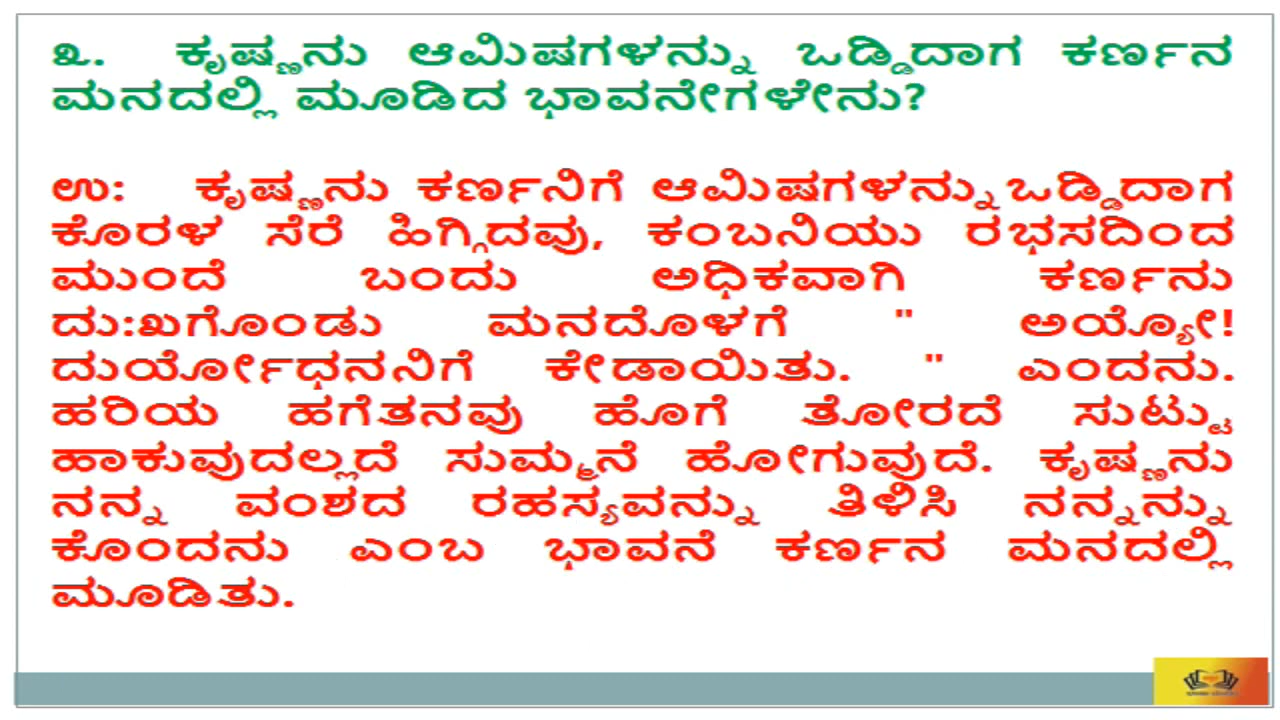 ೩. ಕೃಷ್ಣನು ಆಮಿಷಗಳನ್ನು ಒಡ್ಡಿದಾಗ ಕರ್ಣನ
ಮನದಲ್ಲಿ ಮೂಡಿದ ಭಾವನೇಗಳೇನು?
ಉ: ಕೃಷ್ಣನು ಕರ್ಣನಿಗೆ ಆಮಿಷಗಳನ್ನು ಒಡ್ಡಿದಾಗ
ಕೊರಳ ಸೆರೆ ಹಿಗ್ಗಿದವು, ಕಂಬನಿಯು ರಭಸದಿಂದ
ಮುಂದೆ ಬಂದು ಅಧಿಕವಾಗಿ ಕರ್ಣನು
ದು:ಖಗೊಂಡು ಮನದೊಳಗೆ " ಅಯ್ಯೋ!
ದುರ್ಯೋಧನನಿಗೆ ಕೇಡಾಯಿತು. " ಎಂದನು.
ಹರಿಯ ಹಗೆತನವು ಹೊಗೆ ತೋರದೆ ಸುಟ್ಟು
ಹಾಕುವುದಲ್ಲದೆ ಸುಮ್ಮನೆ ಹೋಗುವುದೆ. ಕೃಷ್ಣನು
ನನ್ನ ವಂಶದ ರಹಸ್ಯವನ್ನು ತಿಳಿಸಿ ನನ್ನನ್ನು
ಕೊಂದನು ಎಂಬ ಭಾವನೆ ಕರ್ಣನ ಮನದಲ್ಲಿ
ಮೂಡಿತು.